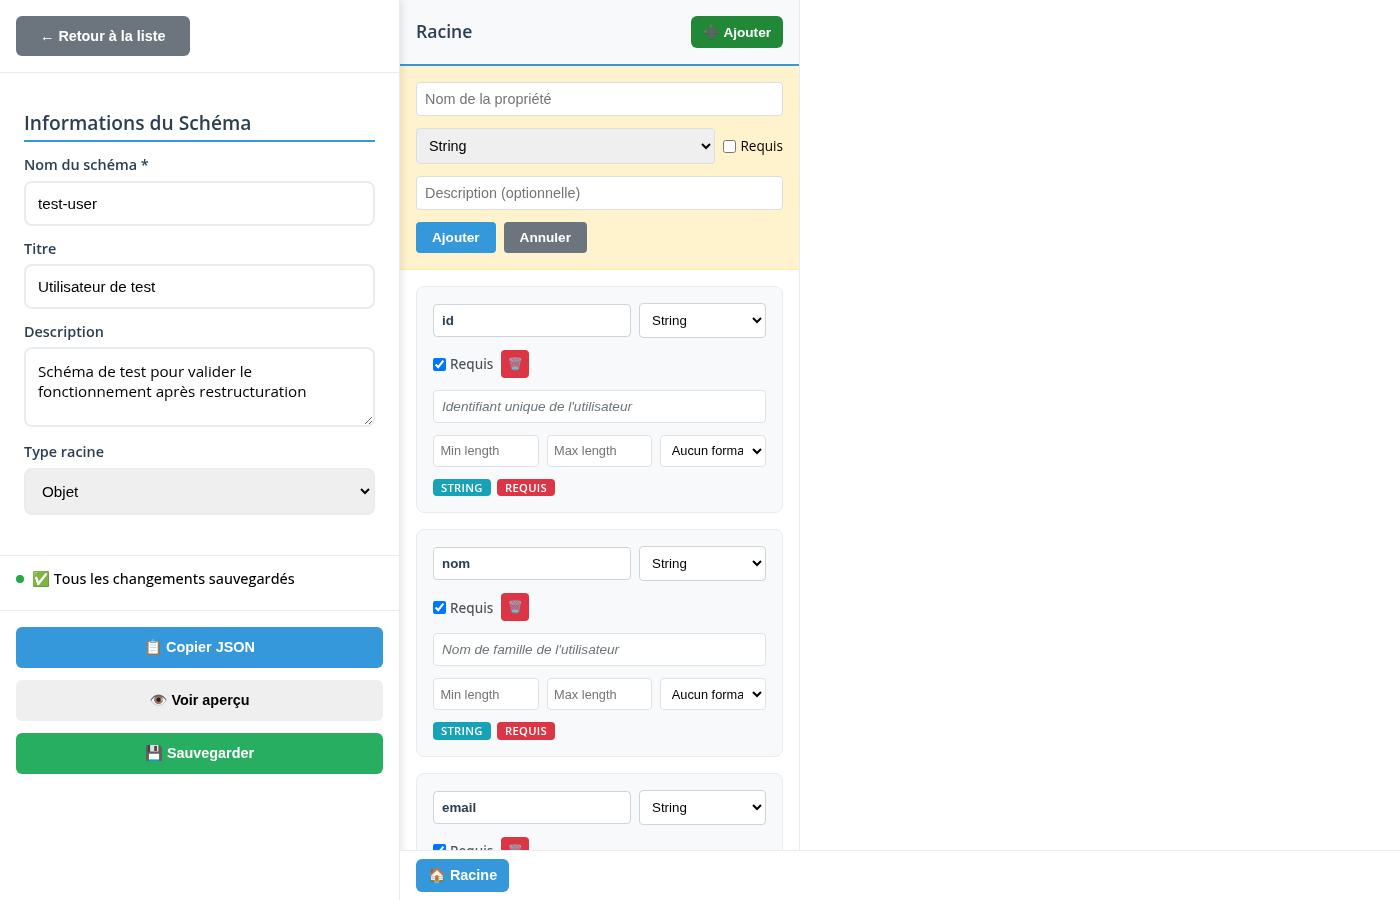 ← Retour à la liste
Informations du Schéma
Nom du schéma *
test-user
Titre
Utilisateur de test
Description
Schéma de test pour valider le
fonctionnement après restructuration
Type racine
Objet
✅ Tous les changements sauvegardés
📋 Copier JSON
👁️ Voir aperçu
💾 Sauvegarder
Racine
➕ Ajouter
Nom de la propriété
String
Requis
Description (optionnelle)
Ajouter Annuler
id String
Requis 🗑️
Identifiant unique de l'utilisateur
Min length Max length Aucun forma
STRING REQUIS
nom String
Requis 🗑️
Nom de famille de l'utilisateur
Min length Max length Aucun forma
STRING REQUIS
email String
Requis 🗑️
🏠 Racine